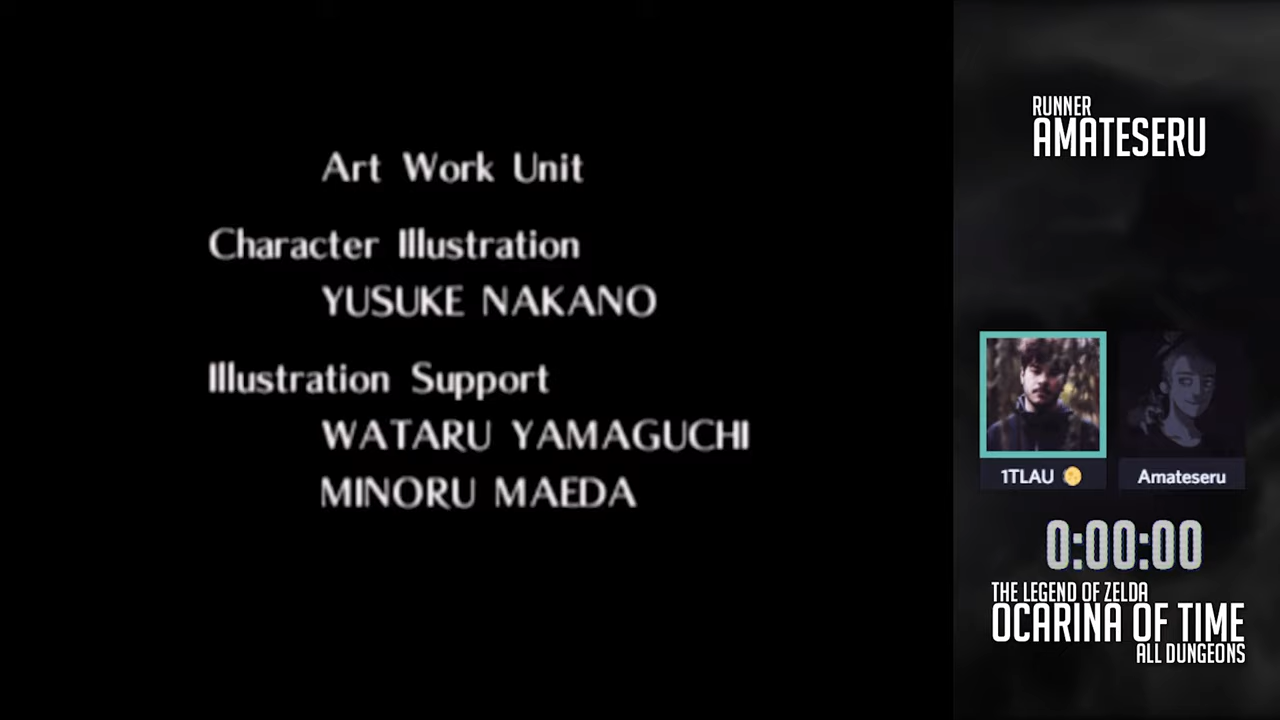 Art Work Unit
Character Illustration
YUSUKE NAKANO
Illustration Support
WATARU YAMAGUCHI
MINORU MAEDA
RUNNER
AMATESERU
1TLAU
Amateseru
0:00:00
THE LEGEND OF ZELDA
OCARINA OF TIME
ALL DUNGEONS